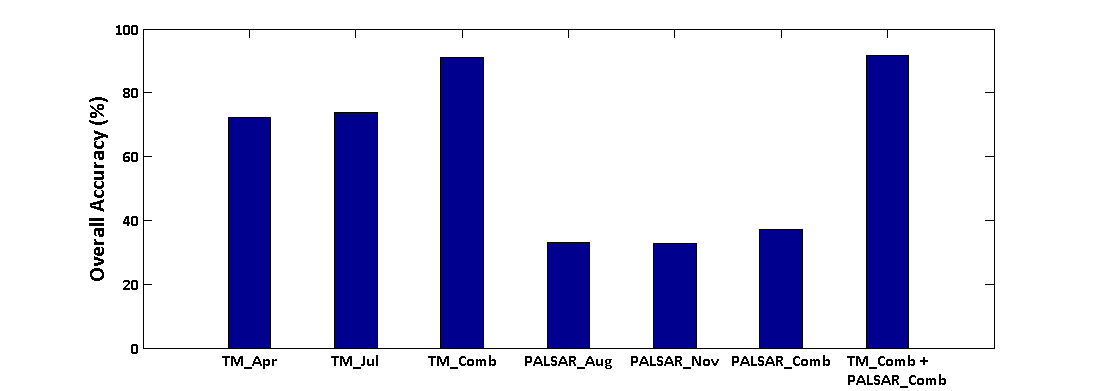 Overall Accuracy (%)
100
80
60
40
20
0
TM_Apr
TM_Jul
TM_Comb
PALSAR_Aug
PALSAR_Nov
PALSAR_Comb
TM_Comb +
PALSAR_Comb